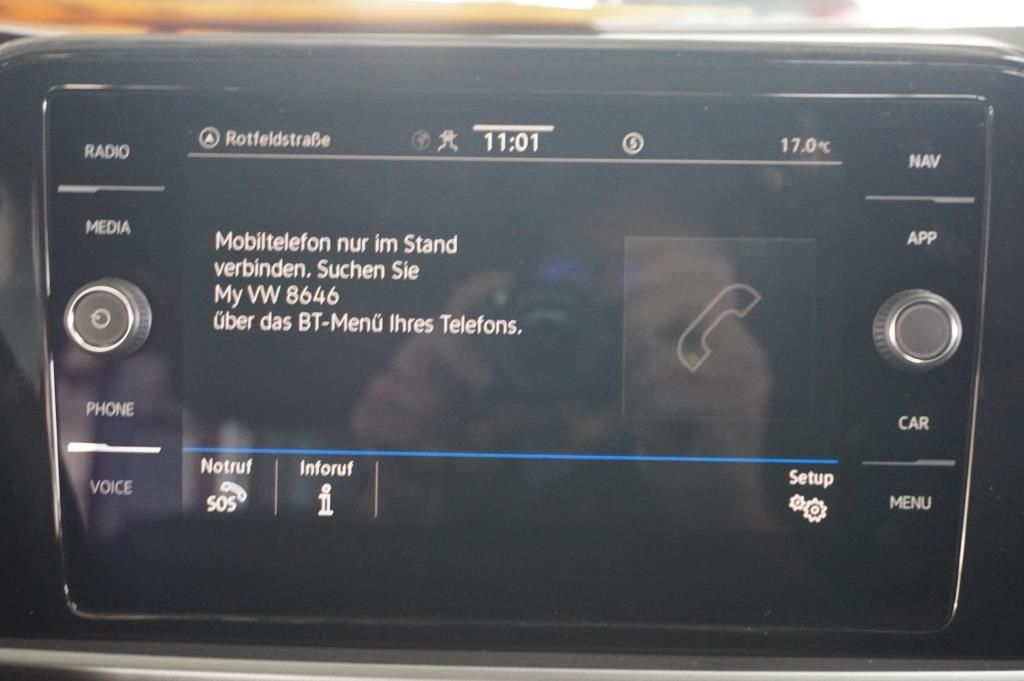 RADIO
MEDIA
PHONE
VOICE
Rotfeldstraße
11:01
S
17.0°C
Mobiltelefon nur im Stand
verbinden. Suchen Sie
My VW 8646
über das BT-Menü Ihres Telefons.
Notruf
SOS
Inforuf
i
Setup
NAV
APP
CAR
MENU